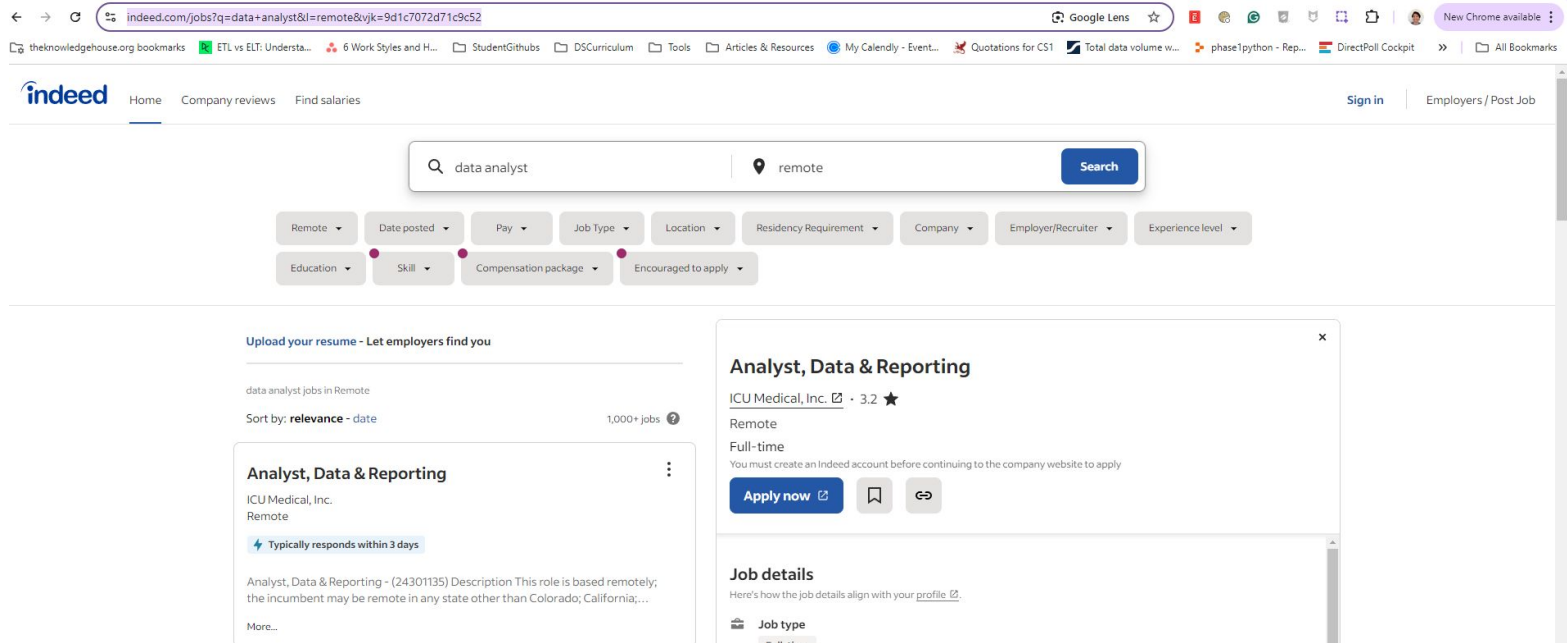 indeed.com/jobs?q=data+analyst&l=remote&vjk=9d1c7072d71c9c52 Google Lens New Chrome available
theknowledgehouse.org bookmarks ETL vs ELT: Understa... 6 Work Styles and H... StudentGithubs DSCurriculum Tools Articles & Resources My Calendly - Event... Quotations for CS1 Total data volume w... phase1python - Rep... DirectPoll Cockpit » All Bookmarks
indeed Home Company reviews Find salaries Sign in Employers / Post Job
data analyst remote Search
Remote Date posted Pay Job Type Location Residency Requirement Company Employer/Recruiter Experience level
Education Skill Compensation package Encouraged to apply
Upload your resume - Let employers find you
data analyst jobs in Remote
Sort by: relevance - date 1,000+ jobs ?
Analyst, Data & Reporting
ICU Medical, Inc.
Remote
Typically responds within 3 days
Analyst, Data & Reporting - (24301135) Description This role is based remotely;
the incumbent may be remote in any state other than Colorado; California;...
More...
Analyst, Data & Reporting
ICU Medical, Inc. · 3.2
Remote
Full-time
You must create an Indeed account before continuing to the company website to apply
Apply now
Job details
Here's how the job details align with your profile.
Job type